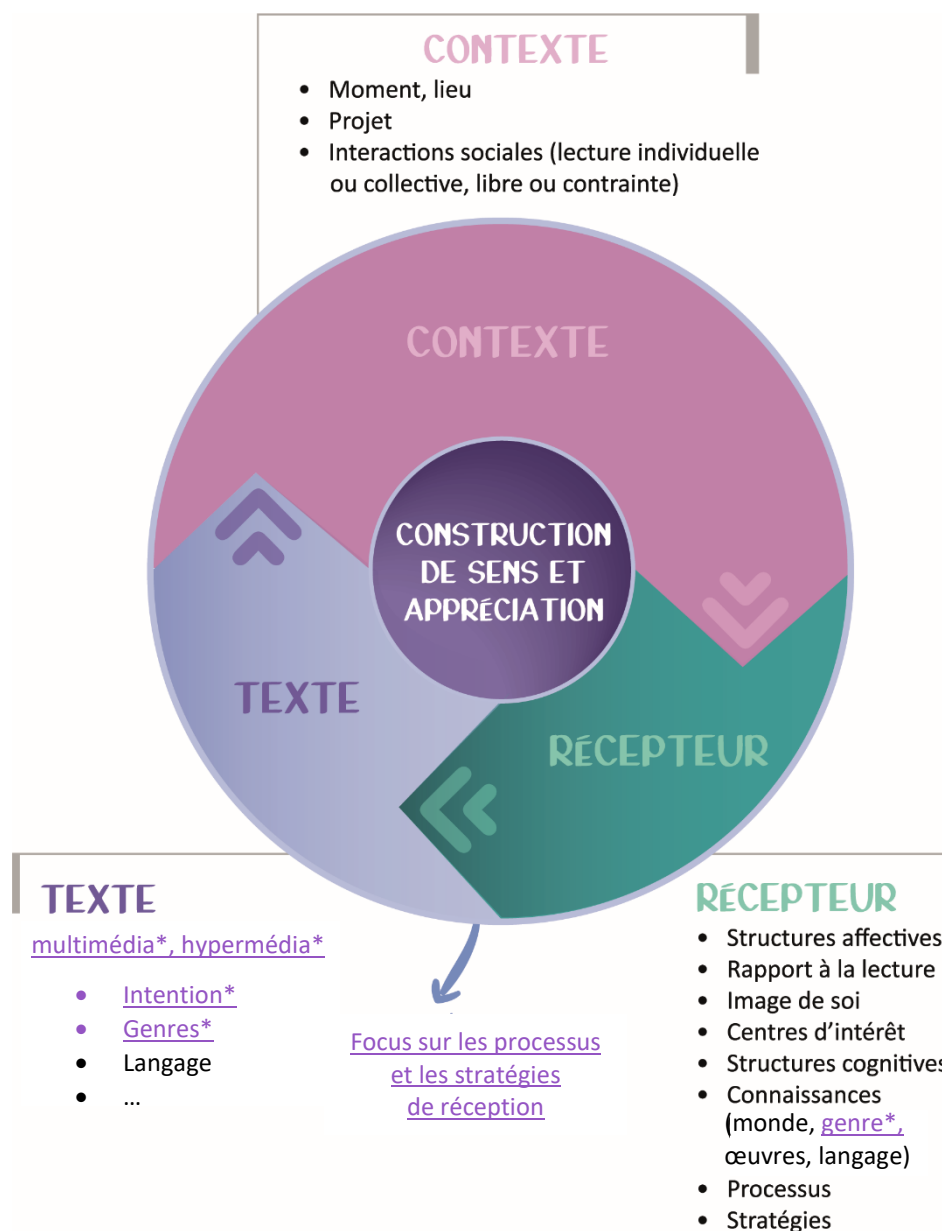 CONTEXTE
• Moment, lieu
• Projet
• Interactions sociales (lecture individuelle
ou collective, libre ou contrainte)
CONTEXTE
CONSTRUCTION
DE SENS ET
APPRÉCIATION
TEXTE
RÉCEPTEUR
TEXTE
multimédia*, hypermédia*
• Intention*
• Genres*
• Langage
• ...
Focus sur les processus
et les stratégies
de réception
RÉCEPTEUR
• Structures affectives
• Rapport à la lecture
• Image de soi
• Centres d’intérêt
• Structures cognitives
• Connaissances
(monde, genre*,
œuvres, langage)
• Processus
• Stratégies